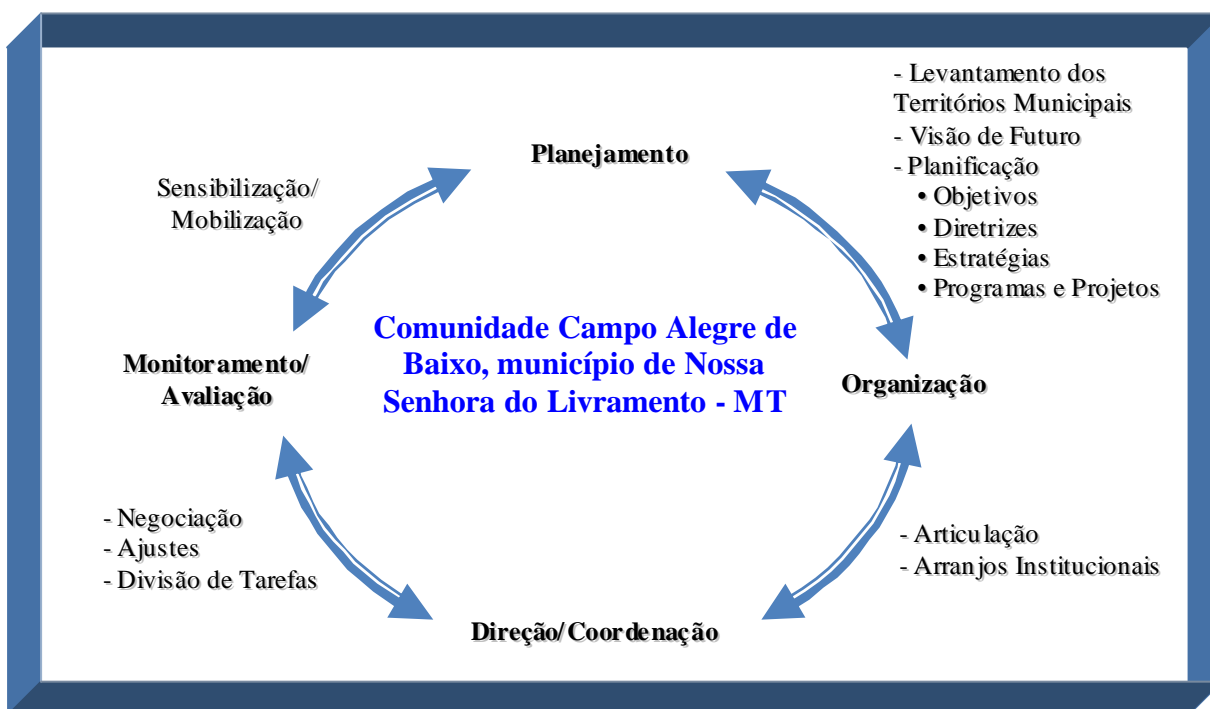 Planejamento
- Levantamento dos
Territórios Municipais
- Visão de Futuro
- Planificação
• Objetivos
• Diretrizes
• Estratégias
• Programas e Projetos
Sensibilização/
Mobilização
Comunidade Campo Alegre de
Baixo, município de Nossa
Senhora do Livramento - MT
Monitoramento/
Avaliação
Organização
- Negociação
- Ajustes
- Divisão de Tarefas
- Articulação
- Arranjos Institucionais
Direção/Coordenação